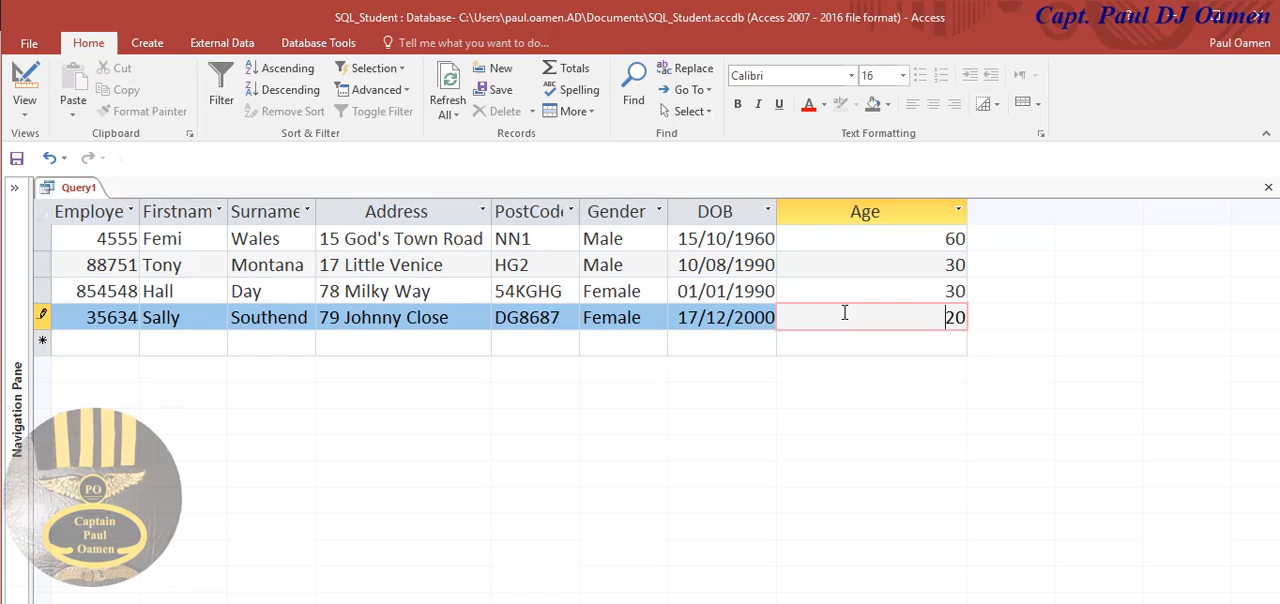 SQL_Student : Database- C:\Users\paul.oamen.AD\Documents\SQL_Student.accdb (Access 2007 - 2016 file format) - Access
Capt. Paul DJ Oamen
File Home Create External Data Database Tools Tell me what you want to do... Paul Oamen
View
Views
Paste
Cut
Copy
Format Painter
Clipboard
Filter
Ascending
Descending
Remove Sort
Selection
Advanced
Toggle Filter
Sort & Filter
Refresh
All
New
Save
Delete
Totals
Spelling
More
Records
Find
Replace
Go To
Select
Find
Calibri 16
B I U A
Text Formatting
Query1
Employe Firstnam Surname Address PostCode Gender DOB Age
4555 Femi Wales 15 God's Town Road NN1 Male 15/10/1960 60
88751 Tony Montana 17 Little Venice HG2 Male 10/08/1990 30
854548 Hall Day 78 Milky Way 54KGHG Female 01/01/1990 30
35634 Sally Southend 79 Johnny Close DG8687 Female 17/12/2000 20
Navigation Pane
PO
Captain
Paul
Oamen